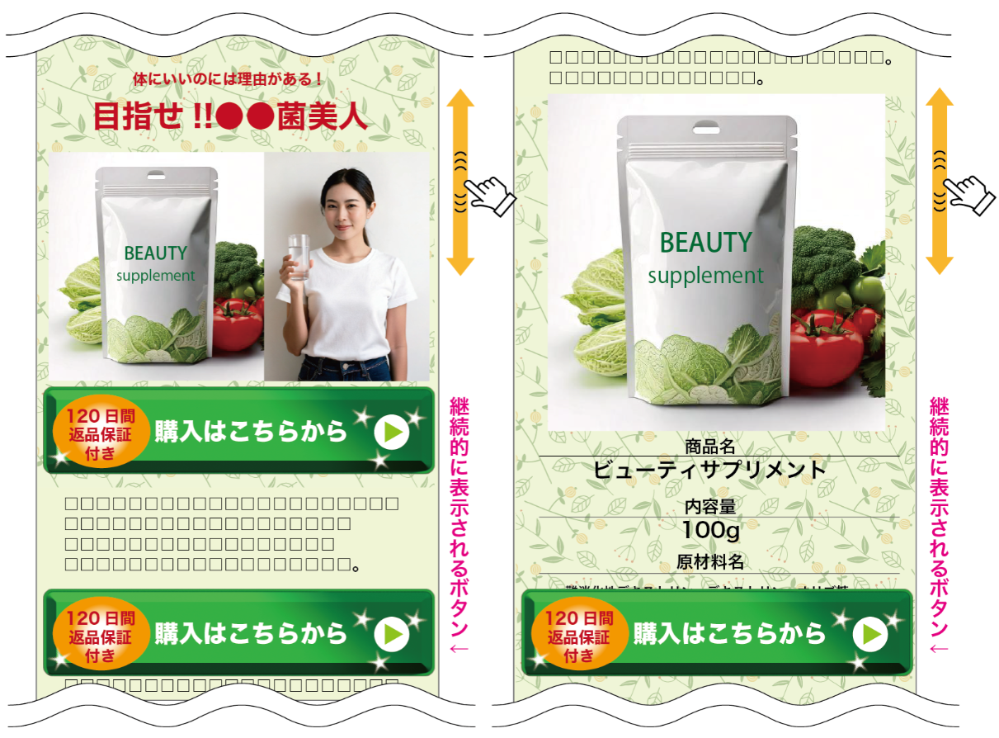 体にいいのには理由がある！
目指せ!!●●菌美人
BEAUTY
supplement
120日間
返品保証
付き
購入はこちらから
□□□□□□□□□□□□□□□□□□□□□
□□□□□□□□□□□□□□□□□□
□□□□□□□□□□□□□□□□□
□□□□□□□□□□□□□□□□□□。
120日間
返品保証
付き
購入はこちらから
□□□□□□□□□□□□□□□□□□□□□
継続的に表示されるボタン↓
□□□□□□□□□□□□□□□□□□□□□。
□□□□□□□□□□□□□。
BEAUTY
supplement
商品名
ビューティサプリメント
内容量
100g
原材料名
120日間
返品保証
付き
購入はこちらから
継続的に表示されるボタン↓